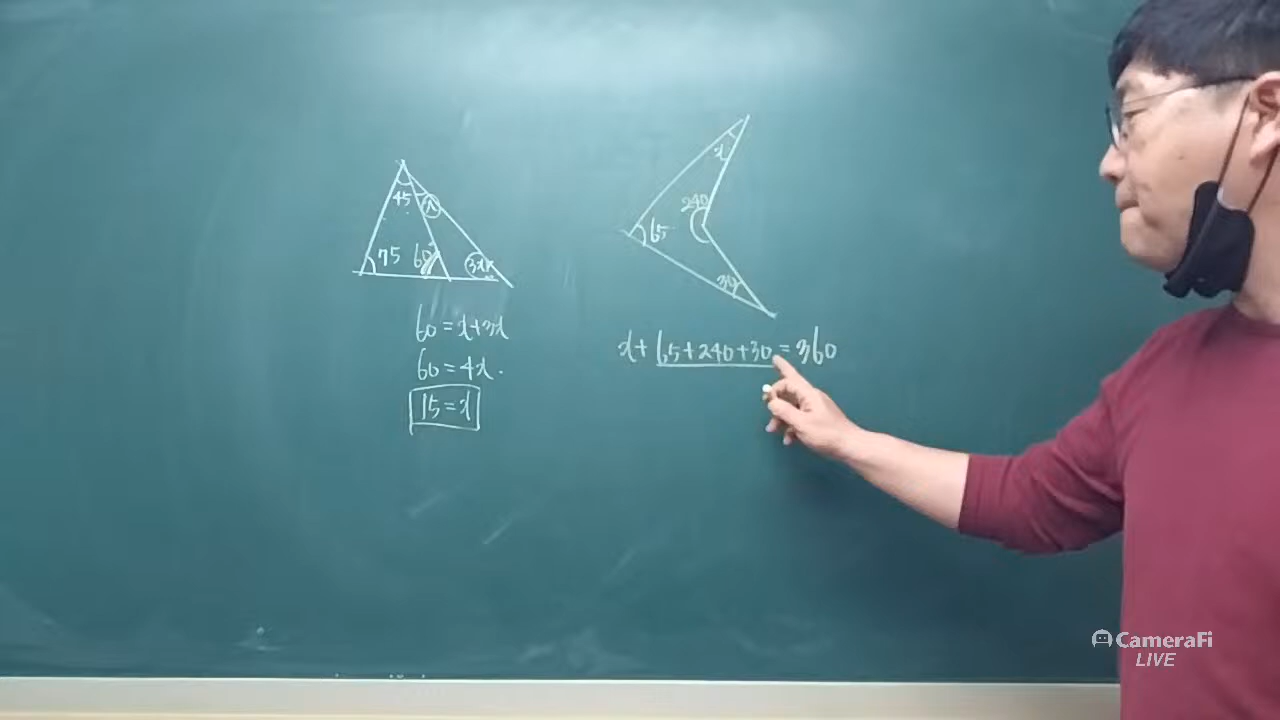 45
x
75
60
3x
60=x+3x
60=4x.
15=x
x
240
65
30
x+65+240+30=360
CameraFi
LIVE